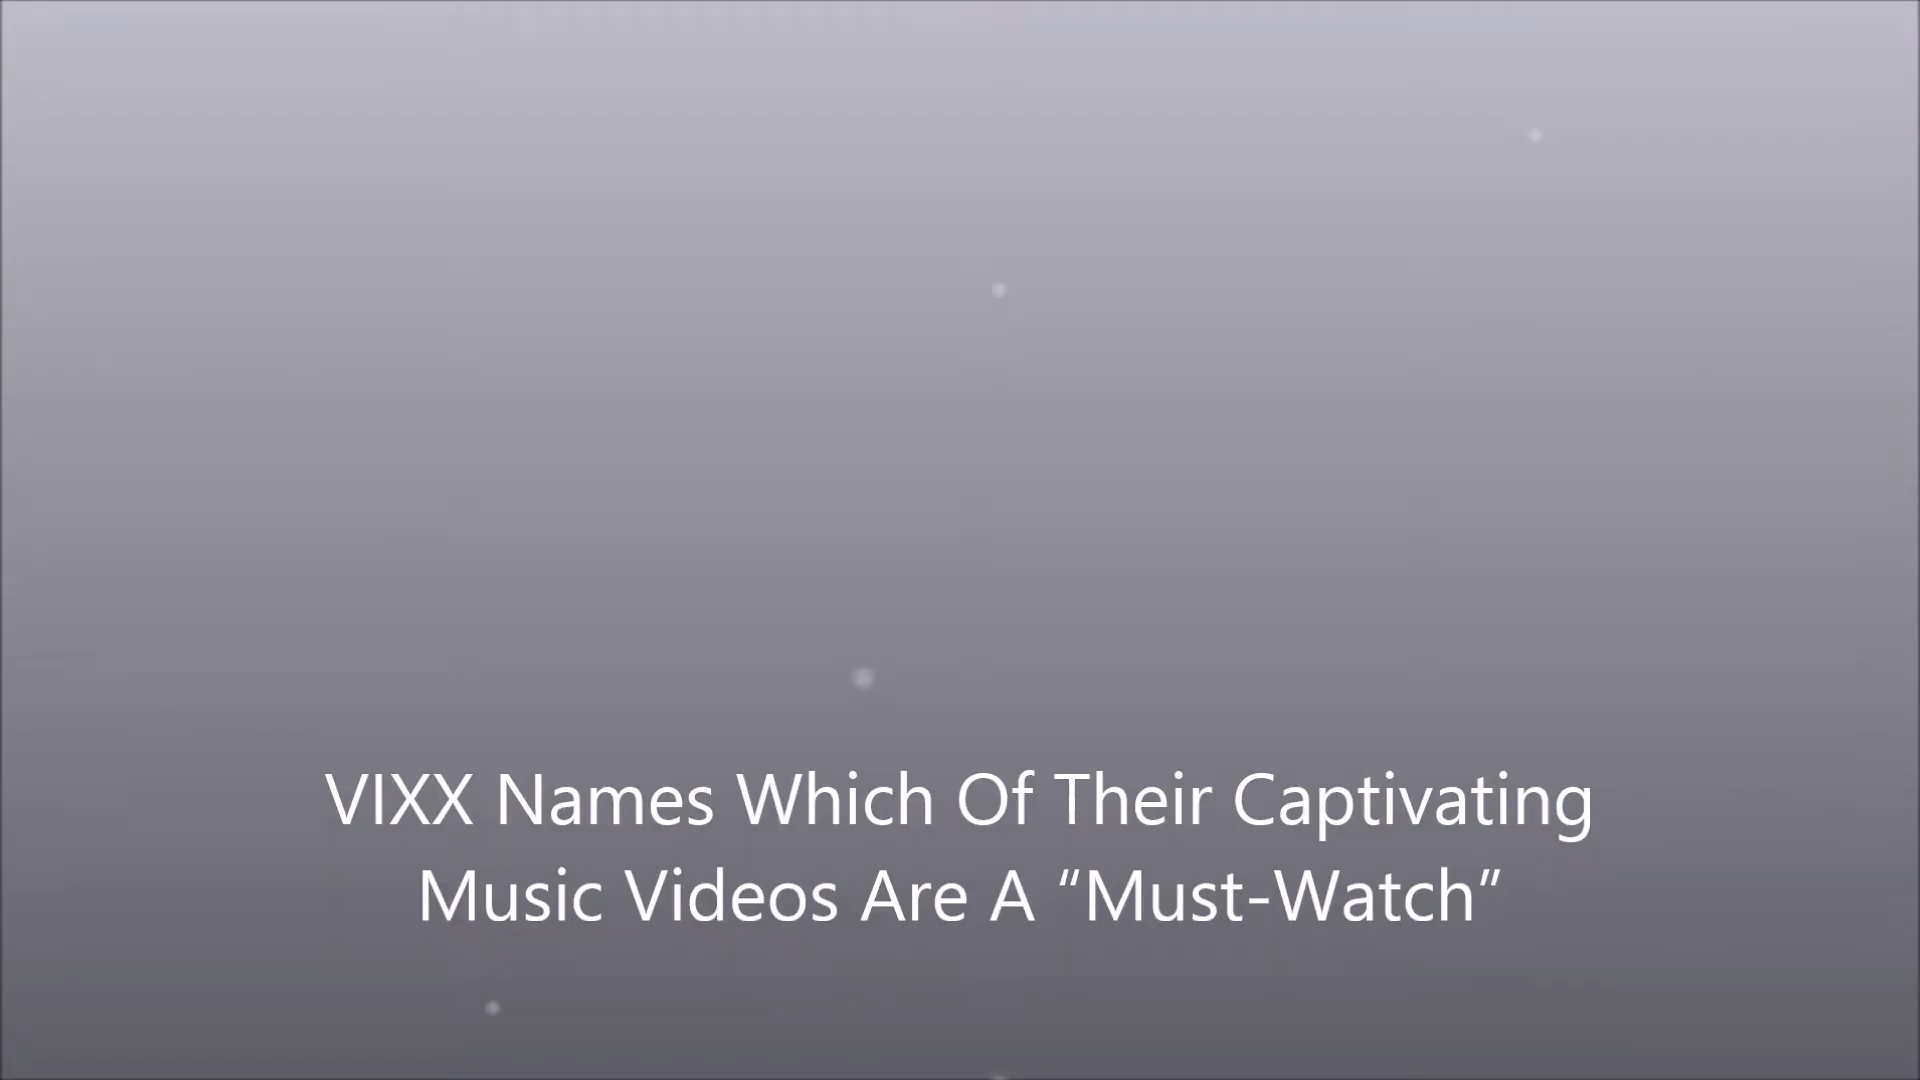 VIXX Names Which Of Their Captivating
Music Videos Are A “Must-Watch”